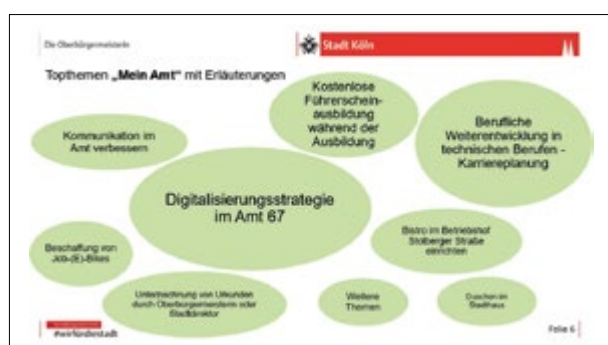 Die Oberbürgermeisterin
Stadt Köln
Topthemen „Mein Amt“ mit Erläuterungen
Kostenlose
Führerschein-
ausbildung
während der
Ausbildung
Berufliche
Weiterentwicklung in
technischen Berufen -
Karriereplanung
Kommunikation im
Amt verbessern
Digitalisierungsstrategie
im Amt 67
Bistro im Betriebshof
Stolberger Straße
einrichten
Beschaffung von
Job-(E)-Bikes
Unterzeichnung von Urkunden
durch Oberbürgermeisterin oder
Stadtdirektor
Weitere
Themen
Duschen im
Stadthaus
#wirfürdiestadt
Folie 6